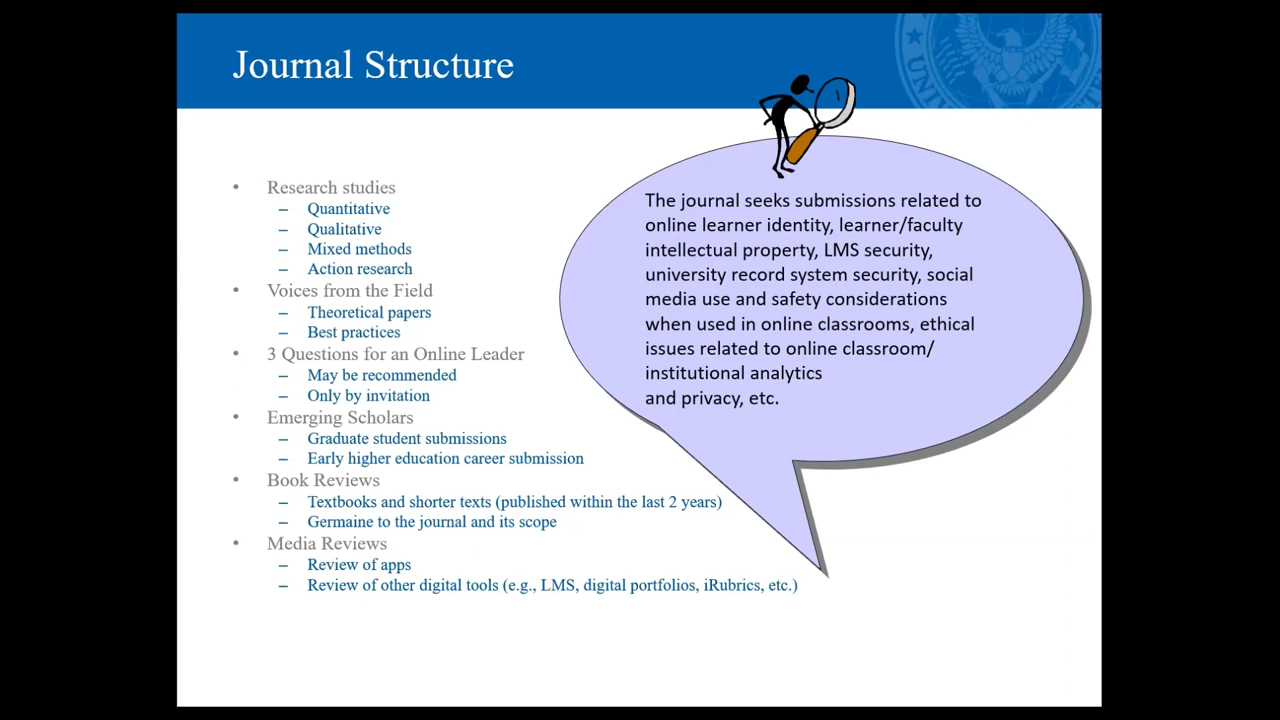 Journal Structure
• Research studies
– Quantitative
– Qualitative
– Mixed methods
– Action research
• Voices from the Field
– Theoretical papers
– Best practices
• 3 Questions for an Online Leader
– May be recommended
– Only by invitation
• Emerging Scholars
– Graduate student submissions
– Early higher education career submission
• Book Reviews
– Textbooks and shorter texts (published within the last 2 years)
– Germaine to the journal and its scope
• Media Reviews
– Review of apps
– Review of other digital tools (e.g., LMS, digital portfolios, iRubrics, etc.)
The journal seeks submissions related to
online learner identity, learner/faculty
intellectual property, LMS security,
university record system security, social
media use and safety considerations
when used in online classrooms, ethical
issues related to online classroom/
institutional analytics
and privacy, etc.